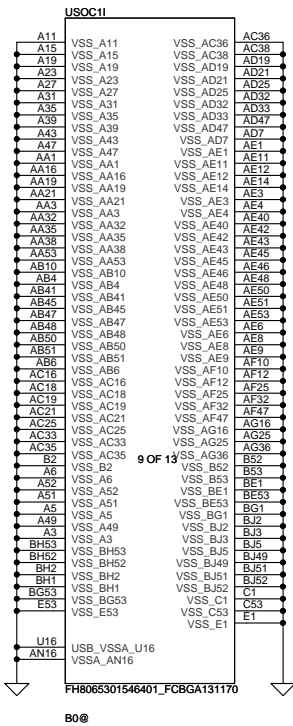 USOC1I
A11 VSS_A11 VSS_AC36 AC36
A15 VSS_A15 VSS_AC38 AC38
A19 VSS_A19 VSS_AD19 AD19
A23 VSS_A23 VSS_AD21 AD21
A27 VSS_A27 VSS_AD25 AD25
A31 VSS_A31 VSS_AD32 AD32
A35 VSS_A35 VSS_AD33 AD33
A39 VSS_A39 VSS_AD47 AD47
A43 VSS_A43 VSS_AD7 AD7
A47 VSS_A47 VSS_AE1 AE1
AA1 VSS_AA1 VSS_AE11 AE11
AA16 VSS_AA16 VSS_AE12 AE12
AA19 VSS_AA19 VSS_AE14 AE14
AA21 VSS_AA21 VSS_AE3 AE3
AA3 VSS_AA3 VSS_AE4 AE4
AA32 VSS_AA32 VSS_AE40 AE40
AA35 VSS_AA35 VSS_AE42 AE42
AA38 VSS_AA38 VSS_AE43 AE43
AA53 VSS_AA53 VSS_AE45 AE45
AB10 VSS_AB10 VSS_AE46 AE46
AB4 VSS_AB4 VSS_AE48 AE48
AB41 VSS_AB41 VSS_AE50 AE50
AB45 VSS_AB45 VSS_AE51 AE51
AB47 VSS_AB47 VSS_AE53 AE53
AB48 VSS_AB48 VSS_AE6 AE6
AB50 VSS_AB50 VSS_AE8 AE8
AB51 VSS_AB51 VSS_AE9 AE9
AB6 VSS_AB6 VSS_AF10 AF10
AC16 VSS_AC16 VSS_AF12 AF12
AC18 VSS_AC18 VSS_AF25 AF25
AC19 VSS_AC19 VSS_AF32 AF32
AC21 VSS_AC21 VSS_AF47 AF47
AC25 VSS_AC25 VSS_AG16 AG16
AC33 VSS_AC33 VSS_AG25 AG25
AC35 VSS_AC35 9 OF 13 VSS_AG36 AG36
B2 VSS_B2 VSS_B52 B52
A6 VSS_A6 VSS_B53 B53
A52 VSS_A52 VSS_BE1 BE1
A51 VSS_A51 VSS_BE53 BE53
A5 VSS_A5 VSS_BG1 BG1
A49 VSS_A49 VSS_BJ2 BJ2
A3 VSS_A3 VSS_BJ3 BJ3
BH53 VSS_BH53 VSS_BJ5 BJ5
BH52 VSS_BH52 VSS_BJ49 BJ49
BH2 VSS_BH2 VSS_BJ51 BJ51
BH1 VSS_BH1 VSS_BJ52 BJ52
BG53 VSS_BG53 VSS_C1 C1
E53 VSS_E53 VSS_C53 C53
VSS_E1 E1
U16 USB_VSSA_U16
AN16 VSSA_AN16
FH8065301546401_FCBGA131170
B0@